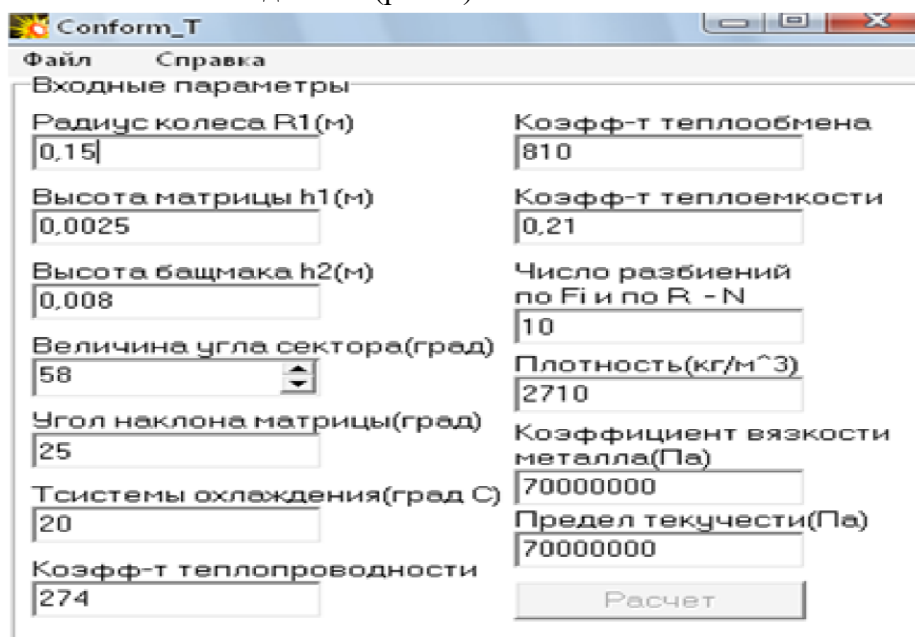 Conform_T
Файл Справка
Входные параметры
Радиус колеса R1(м)
0,15
Высота матрицы h1(м)
0,0025
Высота бащмака h2(м)
0,008
Величина угла сектора(град)
58
Угол наклона матрицы(град)
25
Тсистемы охлаждения(град С)
20
Коэфф-т теплопроводности
274
Коэфф-т теплообмена
810
Коэфф-т теплоемкости
0,21
Число разбиений
по Fi и по R - N
10
Плотность(кг/м^3)
2710
Коэффициент вязкости
металла(Па)
70000000
Предел текучести(Па)
70000000
Расчет